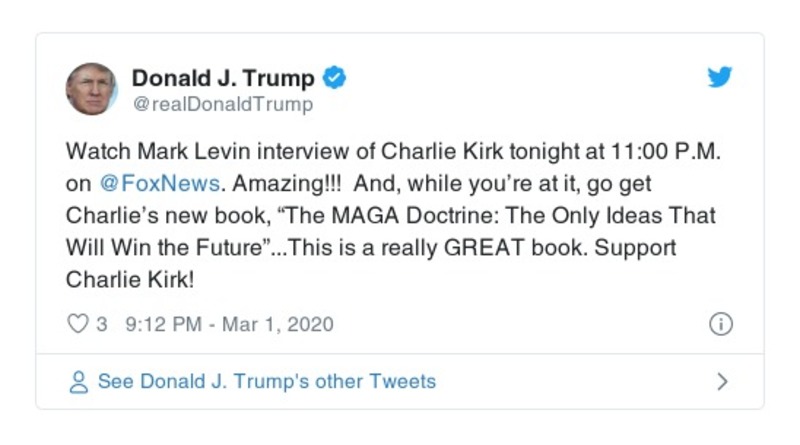 Donald J. Trump
@realDonaldTrump
Watch Mark Levin interview of Charlie Kirk tonight at 11:00 P.M.
on @FoxNews. Amazing!!!  And, while you’re at it, go get
Charlie’s new book, “The MAGA Doctrine: The Only Ideas That
Will Win the Future”...This is a really GREAT book. Support
Charlie Kirk!
3 9:12 PM - Mar 1, 2020
See Donald J. Trump's other Tweets